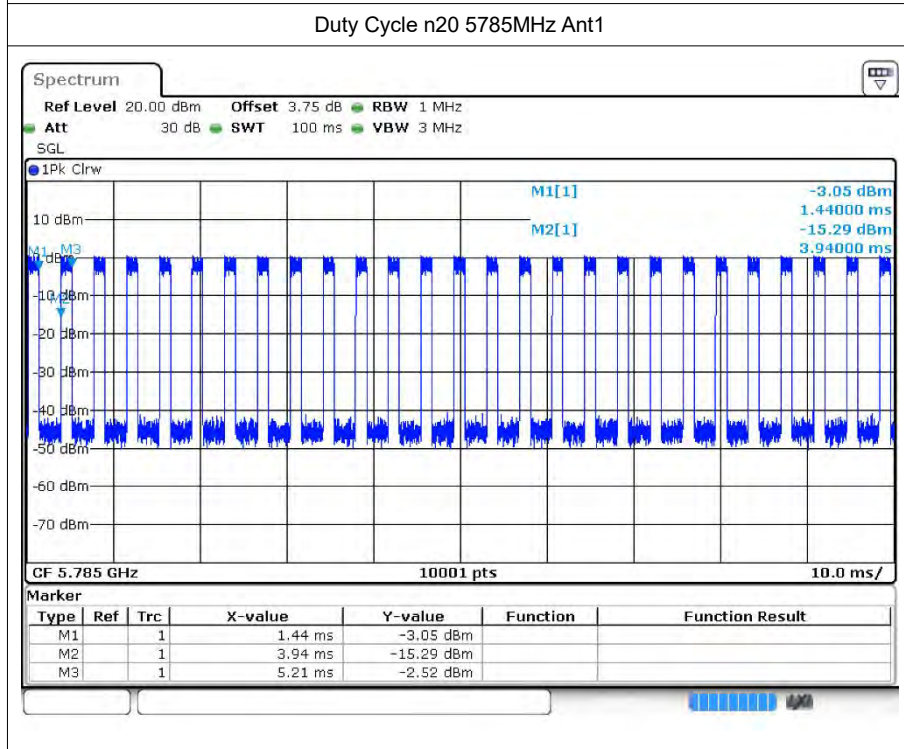 Duty Cycle n20 5785MHz Ant1
Spectrum
Ref Level 20.00 dBm Offset 3.75 dB RBW 1 MHz
Att 30 dB SWT 100 ms VBW 3 MHz
SGL
1Pk Clrw
M1[1] -3.05 dBm
1.44000 ms
10 dBm
M2[1] -15.29 dBm
3.94000 ms
M1 M3
0 dBm
-10 dBm
M2
-20 dBm
-30 dBm
-40 dBm
-50 dBm
-60 dBm
-70 dBm
CF 5.785 GHz 10001 pts 10.0 ms/
Marker
Type Ref Trc X-value Y-value Function Function Result
M1 1 1.44 ms -3.05 dBm
M2 1 3.94 ms -15.29 dBm
M3 1 5.21 ms -2.52 dBm